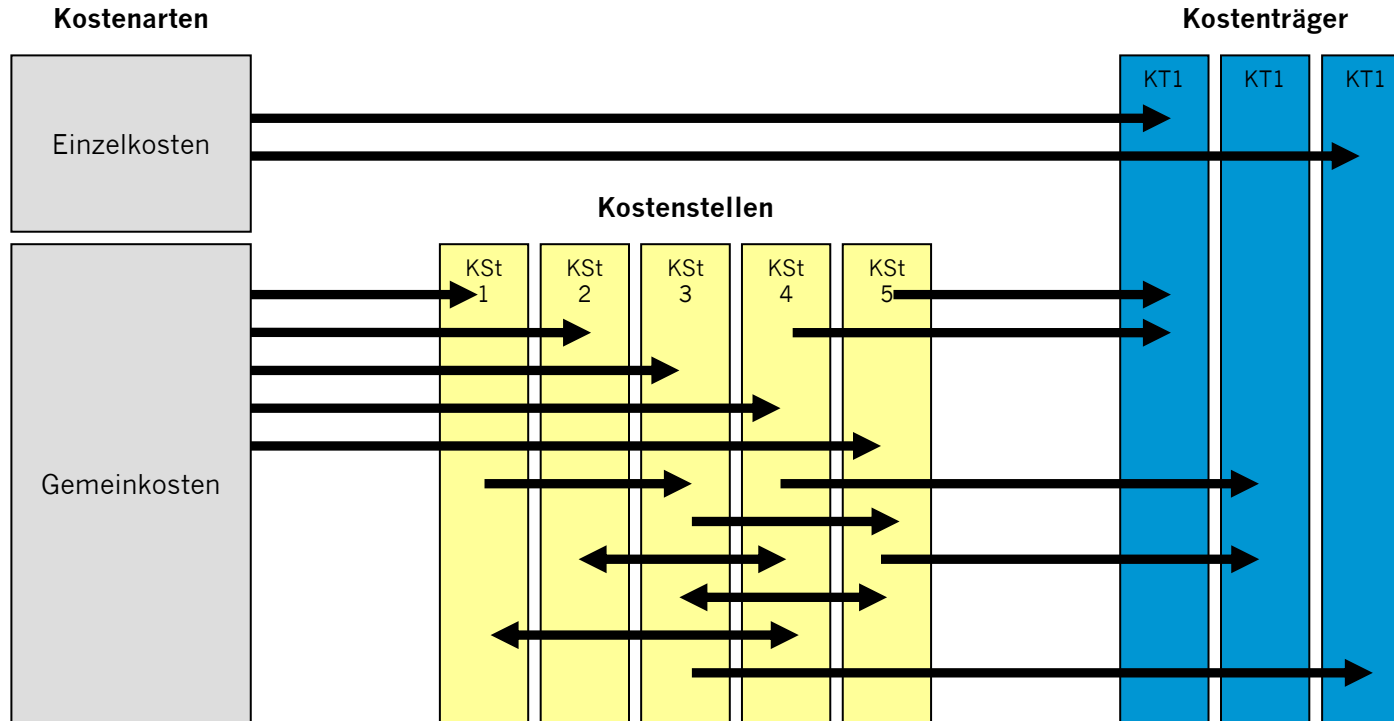 Kostenarten
Kostenträger
KT1
KT1
KT1
Einzelkosten
Kostenstellen
KSt
1
KSt
2
KSt
3
KSt
4
KSt
5
Gemeinkosten